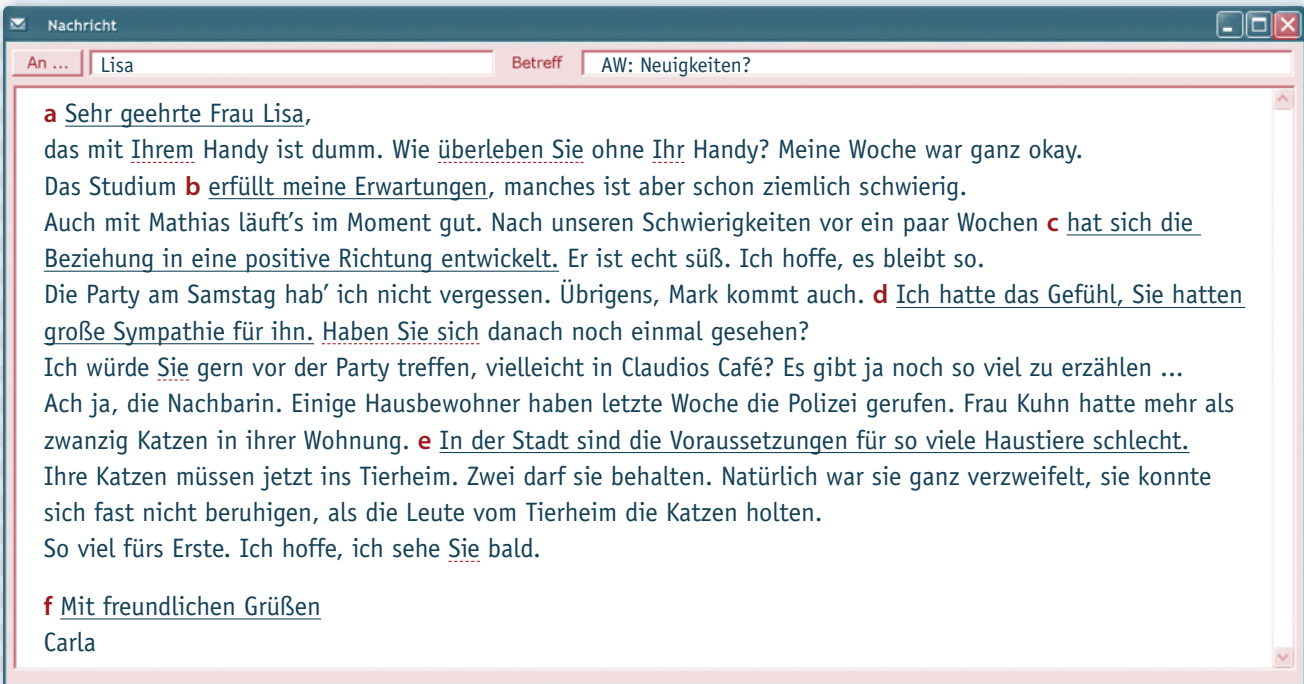 Nachricht
An ... Lisa Betreff AW: Neuigkeiten?
a Sehr geehrte Frau Lisa,
das mit Ihrem Handy ist dumm. Wie überleben Sie ohne Ihr Handy? Meine Woche war ganz okay.
Das Studium b erfüllt meine Erwartungen, manches ist aber schon ziemlich schwierig.
Auch mit Mathias läuft’s im Moment gut. Nach unseren Schwierigkeiten vor ein paar Wochen c hat sich die
Beziehung in eine positive Richtung entwickelt. Er ist echt süß. Ich hoffe, es bleibt so.
Die Party am Samstag hab’ ich nicht vergessen. Übrigens, Mark kommt auch. d Ich hatte das Gefühl, Sie hatten
große Sympathie für ihn. Haben Sie sich danach noch einmal gesehen?
Ich würde Sie gern vor der Party treffen, vielleicht in Claudios Café? Es gibt ja noch so viel zu erzählen ...
Ach ja, die Nachbarin. Einige Hausbewohner haben letzte Woche die Polizei gerufen. Frau Kuhn hatte mehr als
zwanzig Katzen in ihrer Wohnung. e In der Stadt sind die Voraussetzungen für so viele Haustiere schlecht.
Ihre Katzen müssen jetzt ins Tierheim. Zwei darf sie behalten. Natürlich war sie ganz verzweifelt, sie konnte
sich fast nicht beruhigen, als die Leute vom Tierheim die Katzen holten.
So viel fürs Erste. Ich hoffe, ich sehe Sie bald.
f Mit freundlichen Grüßen
Carla